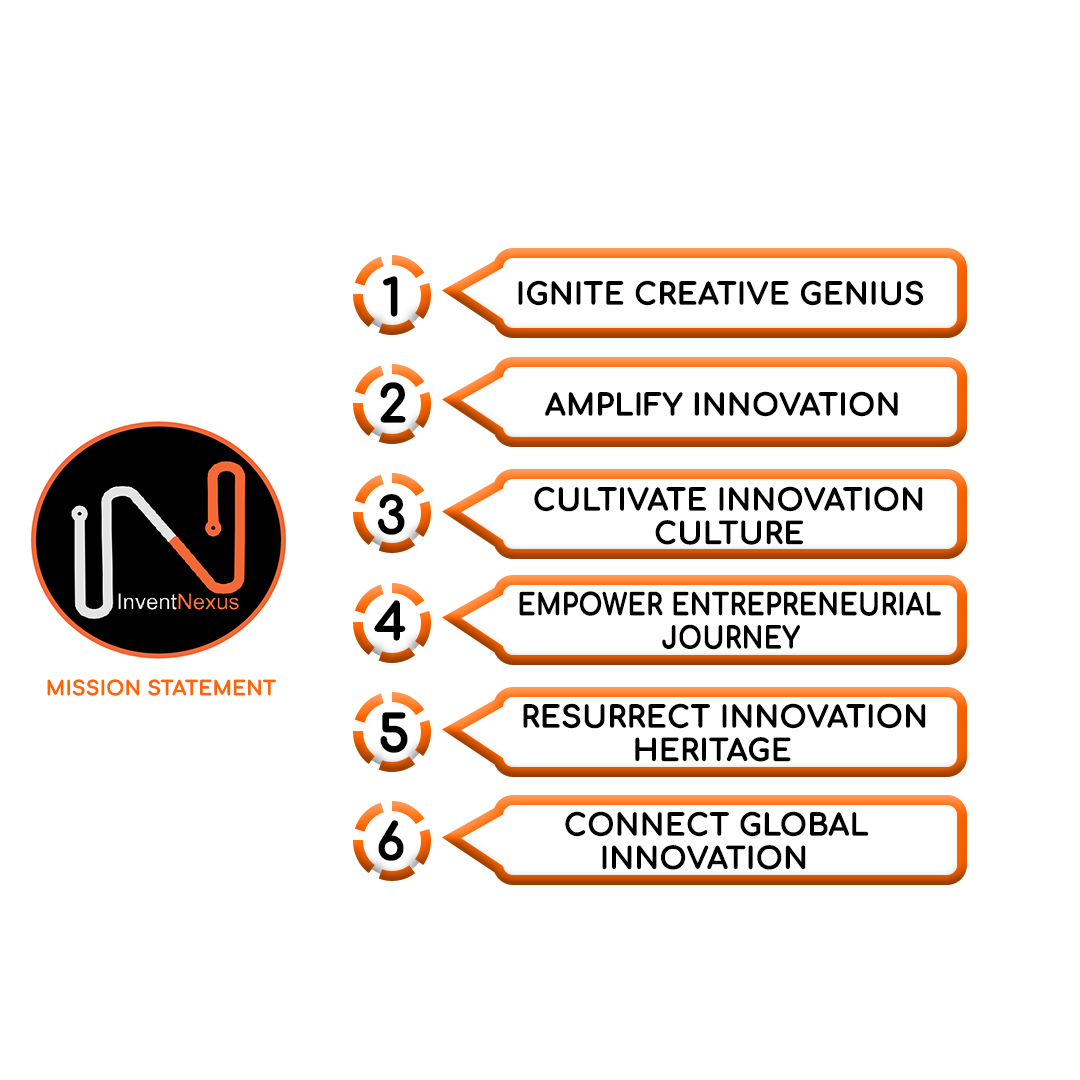 1
IGNITE CREATIVE GENIUS
2
AMPLIFY INNOVATION
3
CULTIVATE INNOVATION
CULTURE
4
EMPOWER ENTREPRENEURIAL
JOURNEY
5
RESURRECT INNOVATION
HERITAGE
6
CONNECT GLOBAL
INNOVATION
iN
InventNexus
MISSION STATEMENT